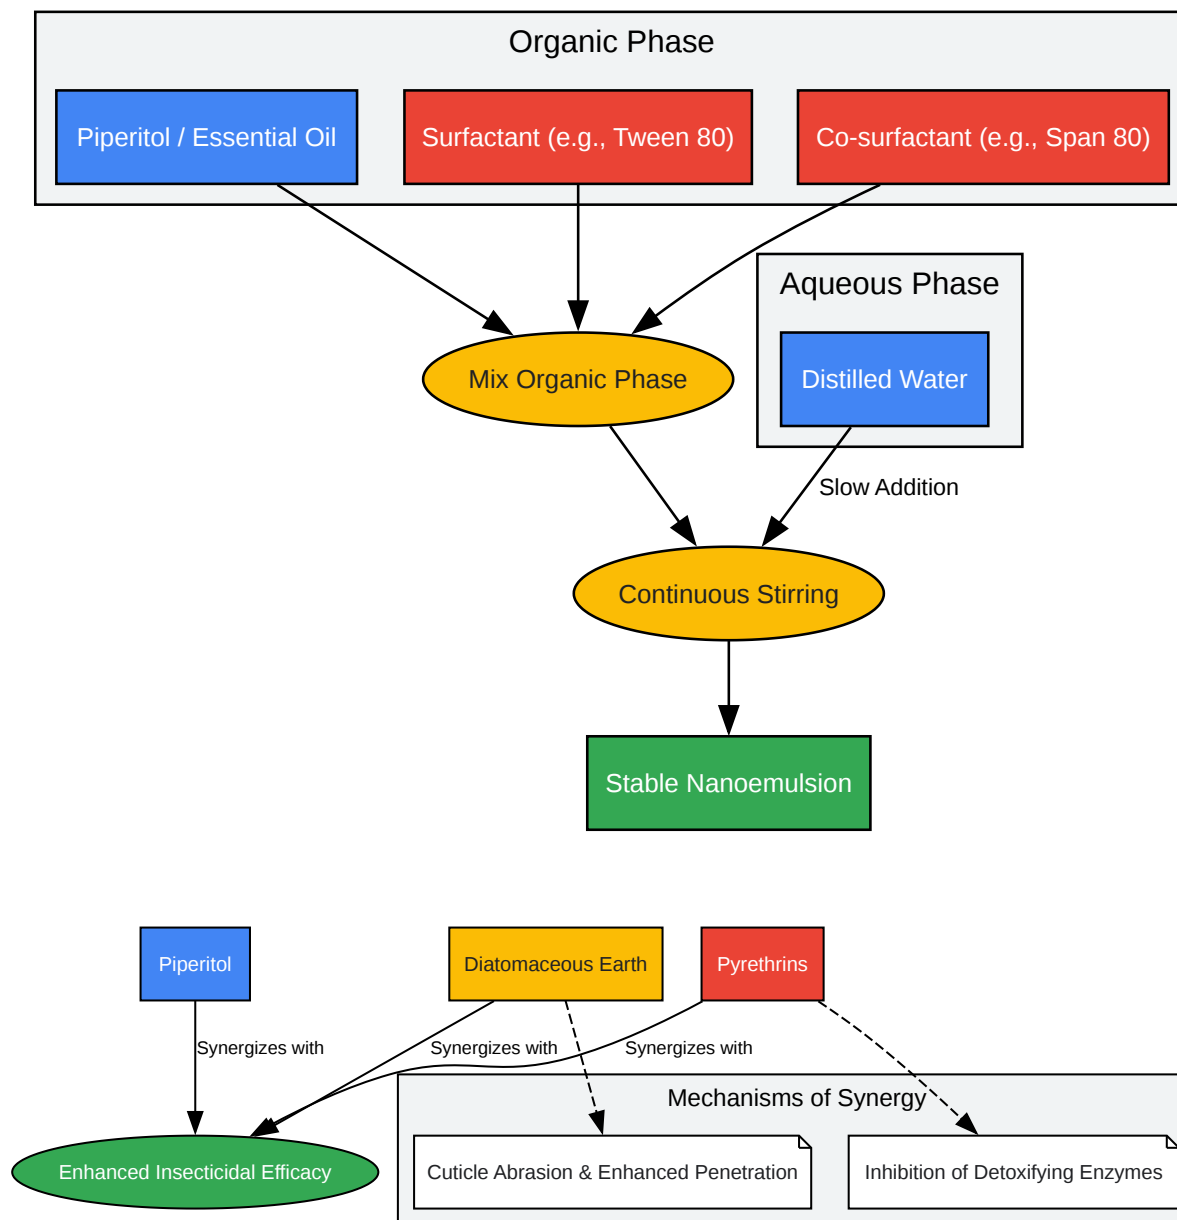 Organic Phase
Piperitol / Essential Oil
Surfactant (e.g., Tween 80)
Co-surfactant (e.g., Span 80)
Aqueous Phase
Distilled Water
Mix Organic Phase
Slow Addition
Continuous Stirring
Stable Nanoemulsion
Piperitol
Diatomaceous Earth
Pyrethrins
Synergizes with
Synergizes with
Synergizes with
Mechanisms of Synergy
Enhanced Insecticidal Efficacy
Cuticle Abrasion & Enhanced Penetration
Inhibition of Detoxifying Enzymes